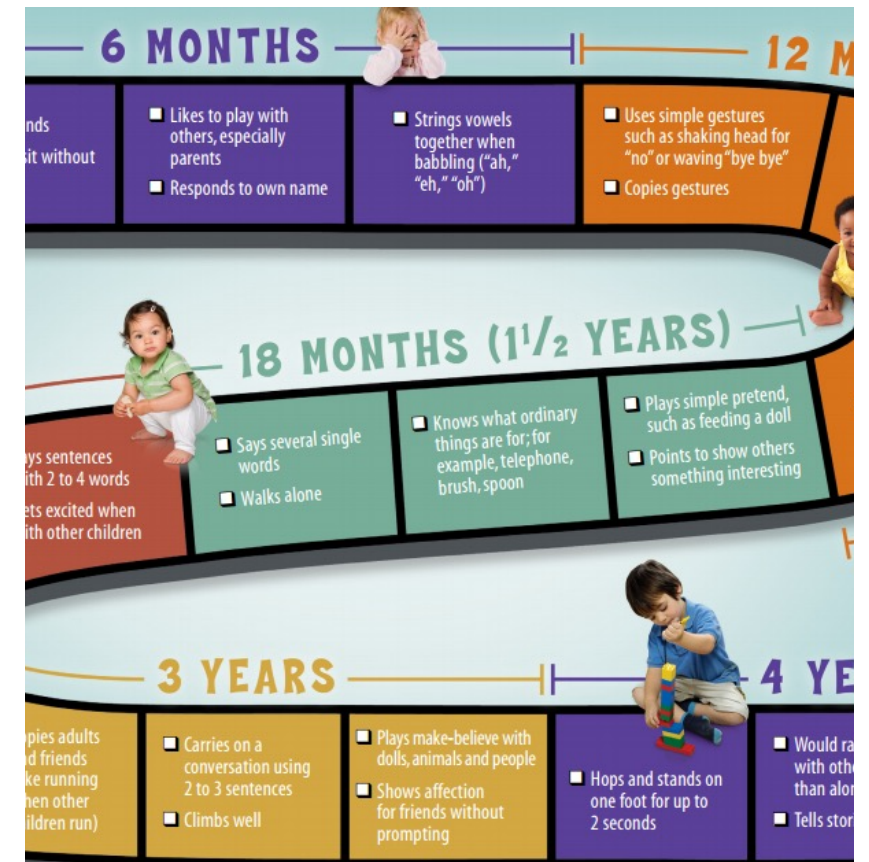 6 MONTHS
12 M
nds
sit without
Likes to play with
others, especially
parents
Responds to own name
Strings vowels
together when
babbling (“ah,”
“eh,” “oh”)
Uses simple gestures
such as shaking head for
“no” or waving “bye bye”
Copies gestures
18 MONTHS (1½ YEARS)
ays sentences
ith 2 to 4 words
ets excited when
ith other children
Says several single
words
Walks alone
Knows what ordinary
things are for; for
example, telephone,
brush, spoon
Plays simple pretend,
such as feeding a doll
Points to show others
something interesting
3 YEARS
4 YE
opies adults
nd friends
ke running
hen other
ildren run)
Carries on a
conversation using
2 to 3 sentences
Climbs well
Plays make-believe with
dolls, animals and people
Shows affection
for friends without
prompting
Hops and stands on
one foot for up to
2 seconds
Would ra
with othe
than alon
Tells stor